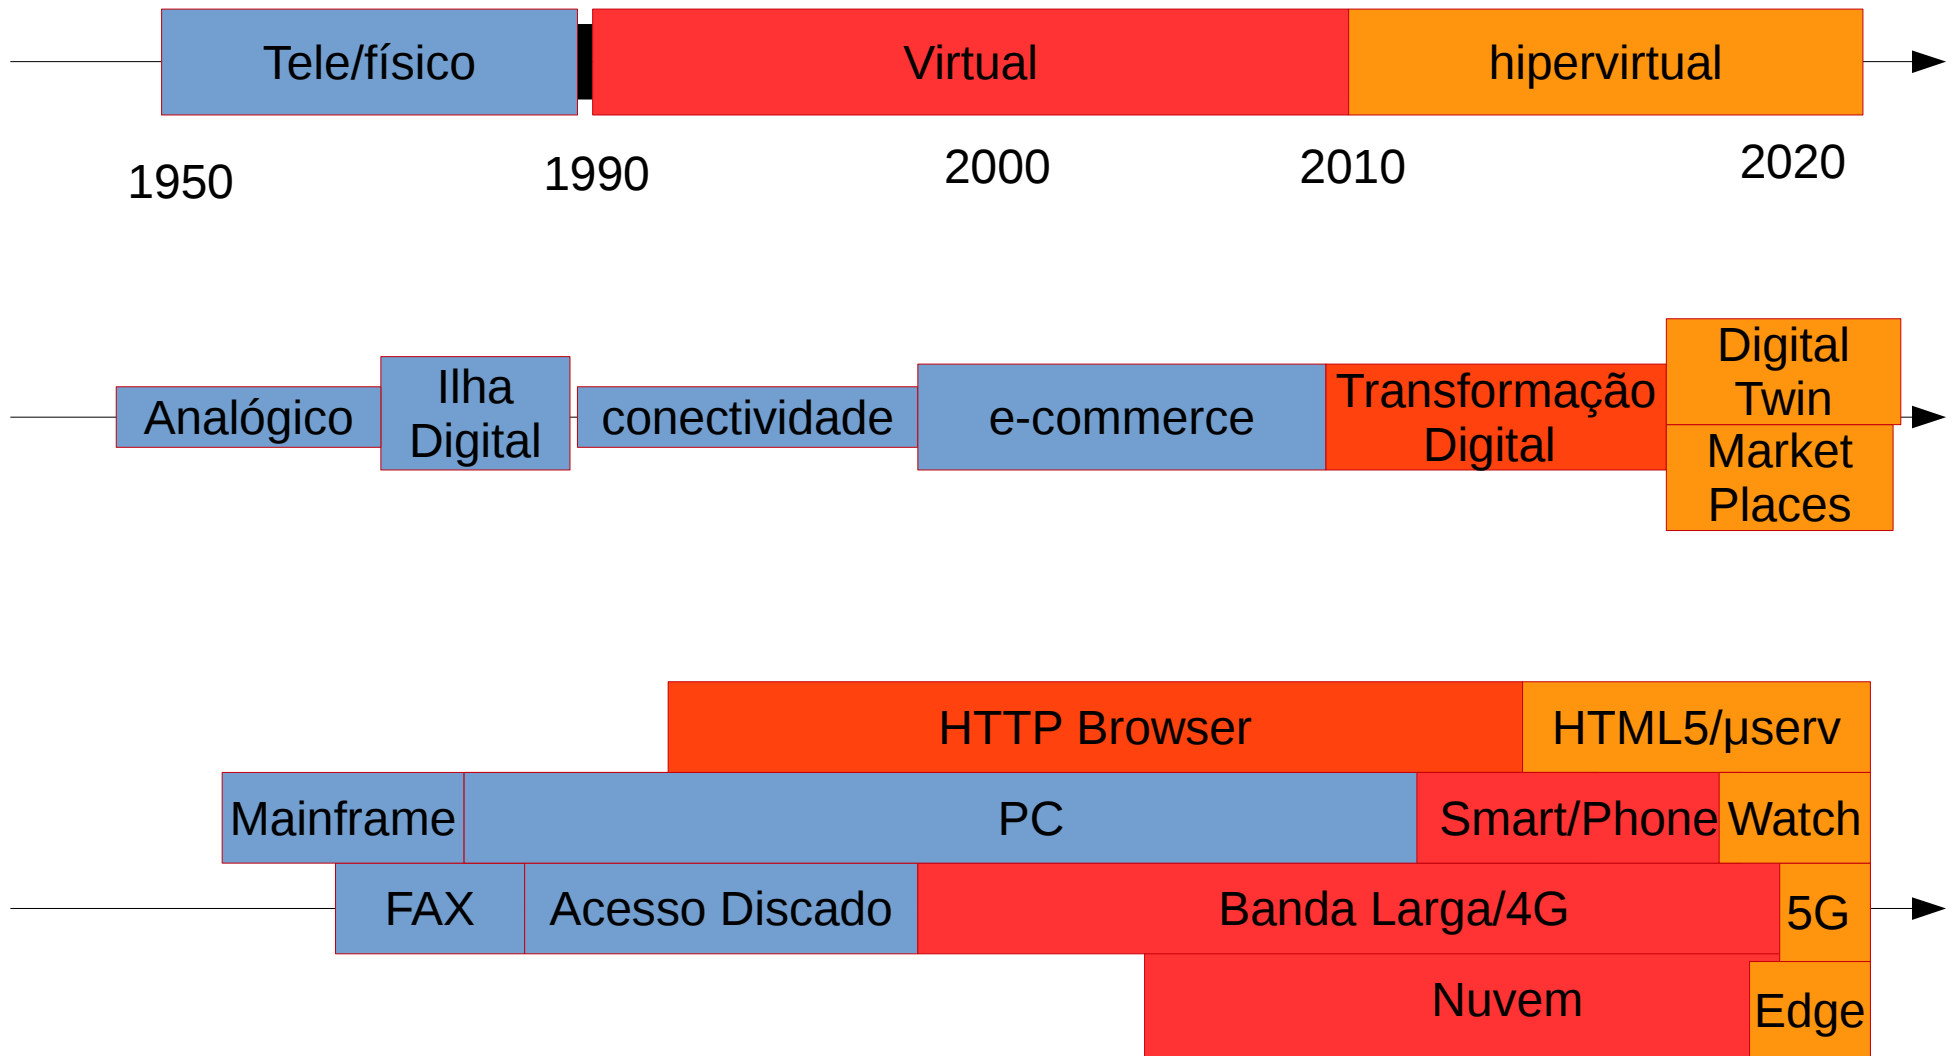 Tele/físico
Virtual
hipervirtual
1950
1990
2000
2010
2020
Analógico
Ilha
Digital
conectividade
e-commerce
Transformação
Digital
Digital
Twin
Market
Places
HTTP Browser
HTML5/μserv
Mainframe
PC
Smart/Phone
Watch
FAX
Acesso Discado
Banda Larga/4G
5G
Nuvem
Edge